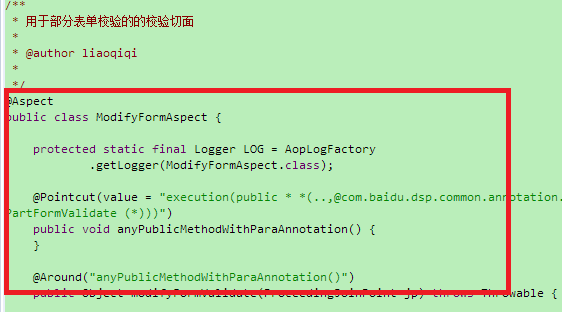 /**
* 用于部分表单校验的的校验切面
*
* @author liaoqiqi
*
*/
@Aspect
public class ModifyFormAspect {
protected static final Logger LOG = AopLogFactory
.getLogger(ModifyFormAspect.class);
@Pointcut(value = "execution(public * *(..,@com.baidu.dsp.common.annotation.
PartFormValidate (*)))")
public void anyPublicMethodWithParaAnnotation() {
}
@Around("anyPublicMethodWithParaAnnotation()")
public Object modifyFormValidate(ProceedingJoinPoint jp) throws Throwable {